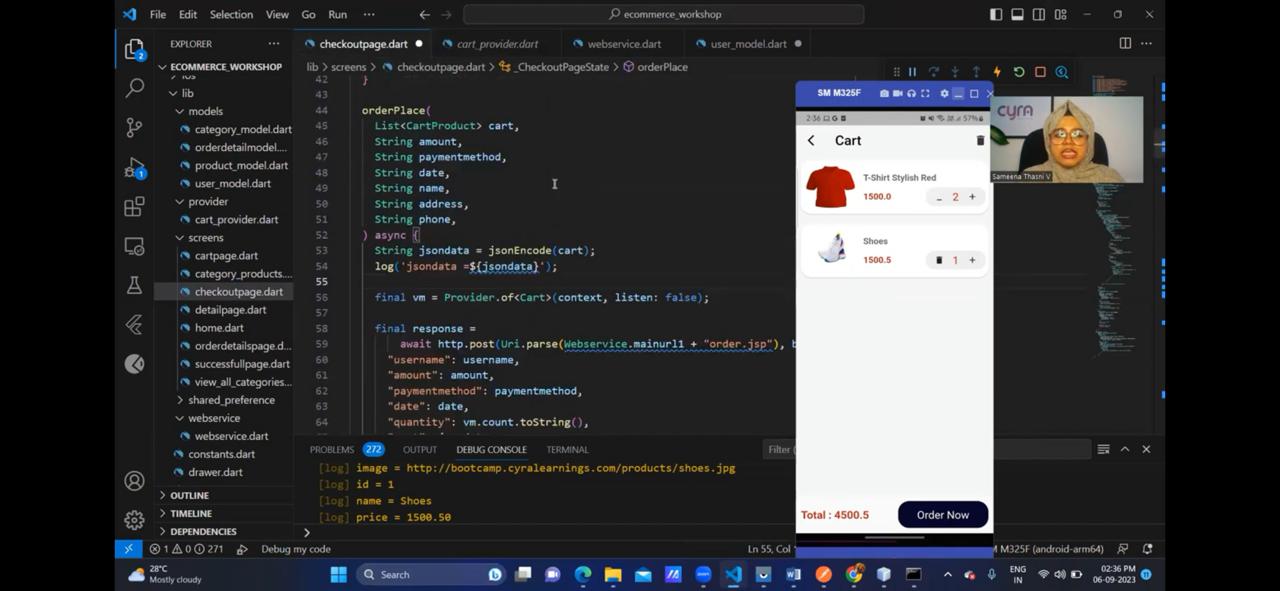 File Edit Selection View Go Run ··· ecommerce_workshop
EXPLORER ···
checkoutpage.dart cart_provider.dart webservice.dart user_model.dart
ECOMMERCE_WORKSHOP
lib > screens > checkoutpage.dart > _CheckoutPageState > orderPlace
ios
lib
models
category_model.dart
orderdetailmodel....
product_model.dart
user_model.dart
provider
cart_provider.dart
screens
cartpage.dart
category_products...
checkoutpage.dart
detailpage.dart
home.dart
orderdetailspage.d...
successfullpage.dart
view_all_categories...
shared_preference
webservice
webservice.dart
constants.dart
drawer.dart
OUTLINE
TIMELINE
DEPENDENCIES
42 }
43
44 orderPlace(
45 List<CartProduct> cart,
46 String amount,
47 String paymentmethod,
48 String date,
49 String name,
50 String address,
51 String phone,
52 ) async {
53 String jsondata = jsonEncode(cart);
54 log('jsondata =${jsondata}');
55
56 final vm = Provider.of<Cart>(context, listen: false);
57
58 final response =
59 await http.post(Uri.parse(Webservice.mainurl1 + "order.jsp"), b
60 "username": username,
61 "amount": amount,
62 "paymentmethod": paymentmethod,
63 "date": date,
64 "quantity": vm.count.toString(),
PROBLEMS 272 OUTPUT DEBUG CONSOLE TERMINAL Filter (
[log] image = http://bootcamp.cyralearnings.com/products/shoes.jpg
[log] id = 1
[log] name = Shoes
[log] price = 1500.50
SM M325F
2:36 57%
Cart
T-Shirt Stylish Red
1500.0 - 2 +
Shoes
1500.5 1 +
Total : 4500.5 Order Now
cyra
Sameena Thasni V
1 0 271 Debug my code Ln 55, Col M325F (android-arm64)
28°C
Mostly cloudy
Search
ENG
IN
02:36 PM
06-09-2023
11